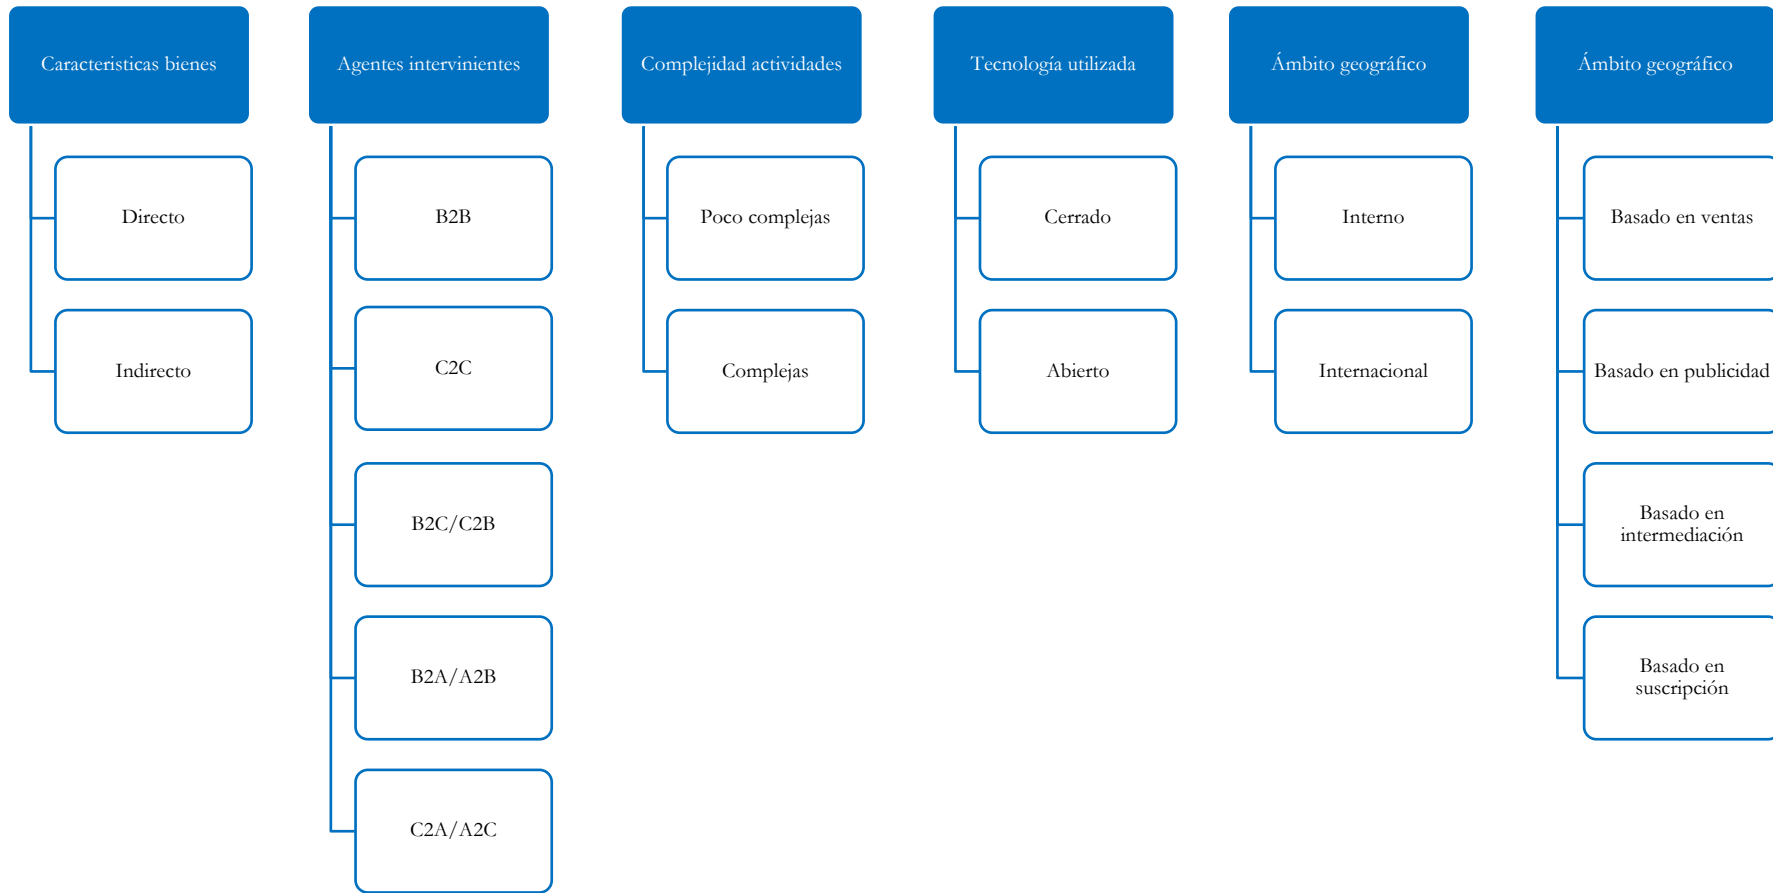 Caracteristicas bienes
Directo
Indirecto
Agentes intervinientes
B2B
C2C
B2C/C2B
B2A/A2B
C2A/A2C
Complejidad actividades
Poco complejas
Complejas
Tecnología utilizada
Cerrado
Abierto
Ámbito geográfico
Interno
Internacional
Ámbito geográfico
Basado en ventas
Basado en publicidad
Basado en
intermediación
Basado en
suscripción